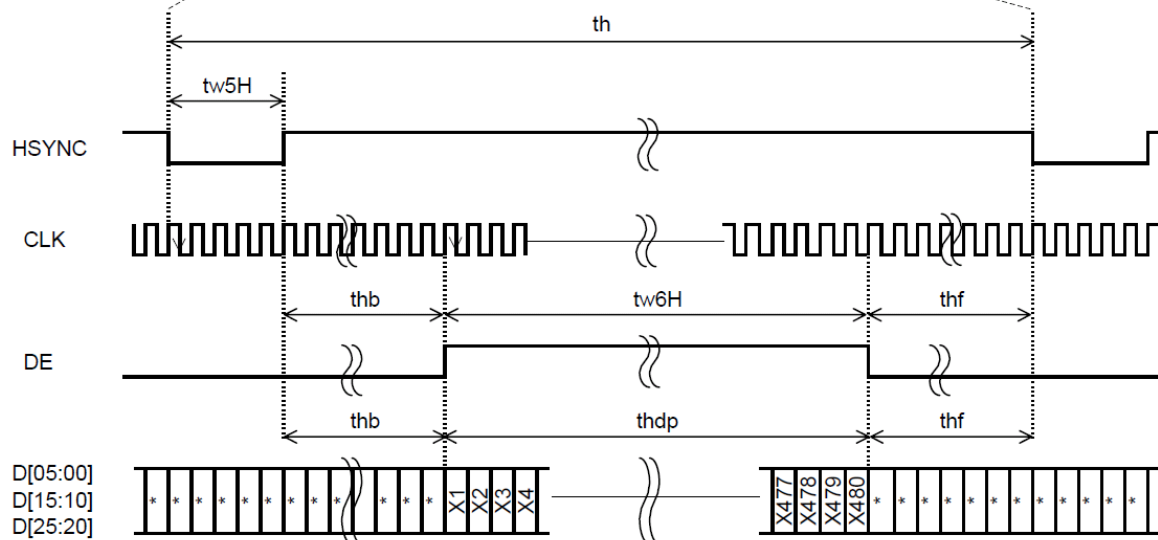 th
tw5H
HSYNC
CLK
thb tw6H thf
DE
thb thdp thf
D[05:00]
D[15:10]
D[25:20]
* * * * * * * * * * * * X1 X2 X3 X4 X477 X478 X479 X480 * * * * * * * * * * * *